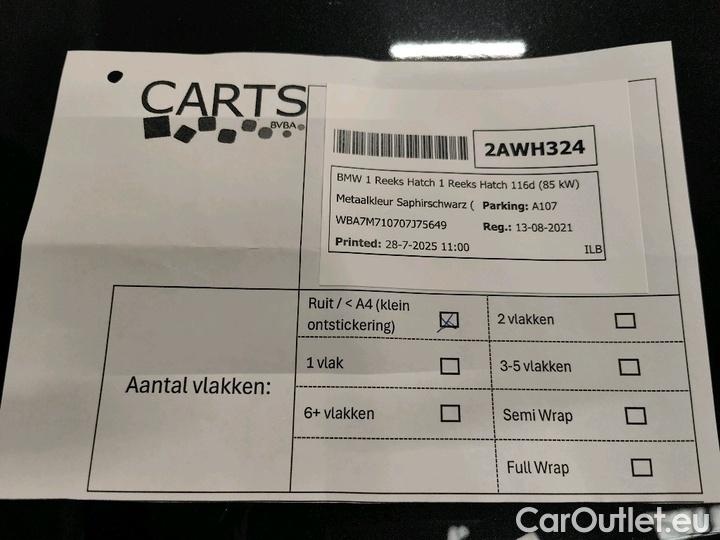 CARTS
BVBA
2AWH324
BMW 1 Reeks Hatch 1 Reeks Hatch 116d (85 kW)
Metaalkleur Saphirschwarz ( Parking: A107
WBA7M710707J75649 Reg.: 13-08-2021
Printed: 28-7-2025 11:00 ILB
Aantal vlakken:
Ruit / < A4 (klein
ontstickering)
2 vlakken
1 vlak
3-5 vlakken
6+ vlakken
Semi Wrap
Full Wrap
CarOutlet.eu